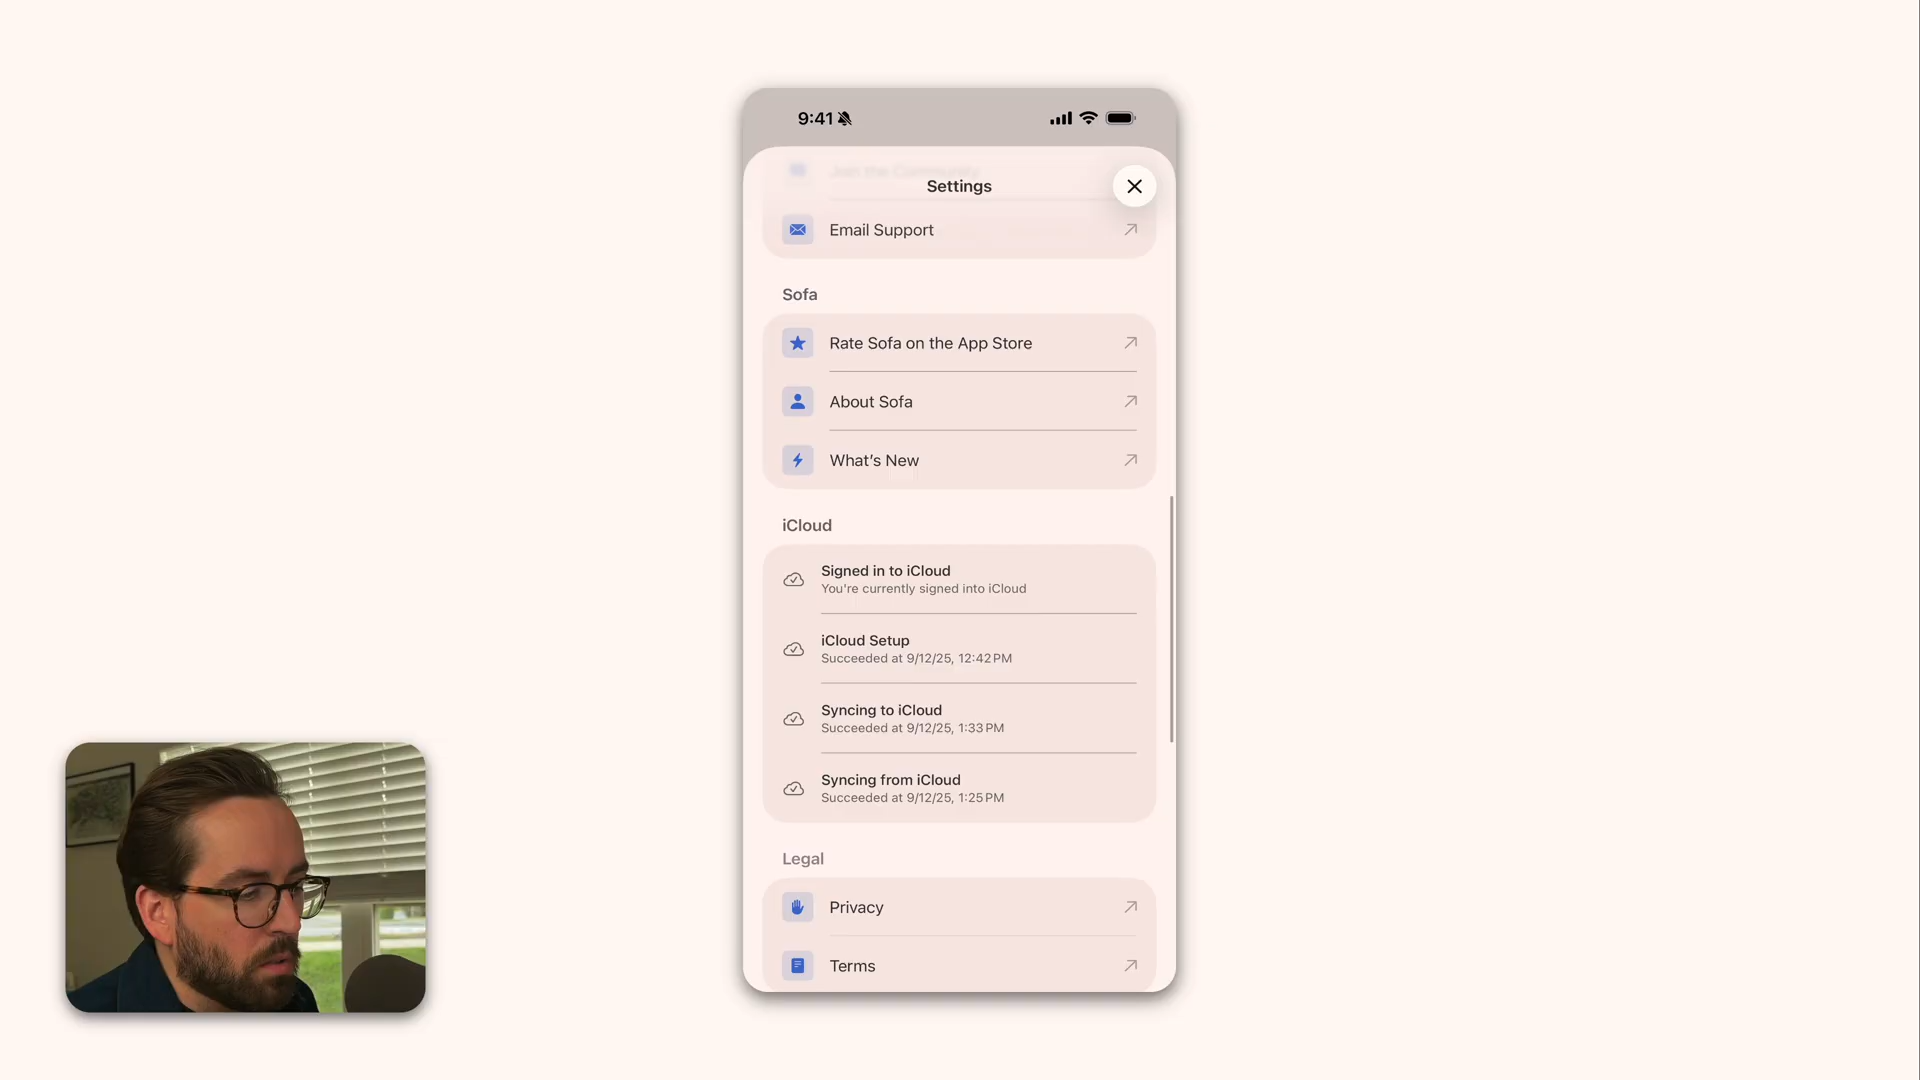 9:41
Join the Community
Settings
Email Support
Sofa
Rate Sofa on the App Store
About Sofa
What’s New
iCloud
Signed in to iCloud
You're currently signed into iCloud
iCloud Setup
Succeeded at 9/12/25, 12:42 PM
Syncing to iCloud
Succeeded at 9/12/25, 1:33 PM
Syncing from iCloud
Succeeded at 9/12/25, 1:25 PM
Legal
Privacy
Terms